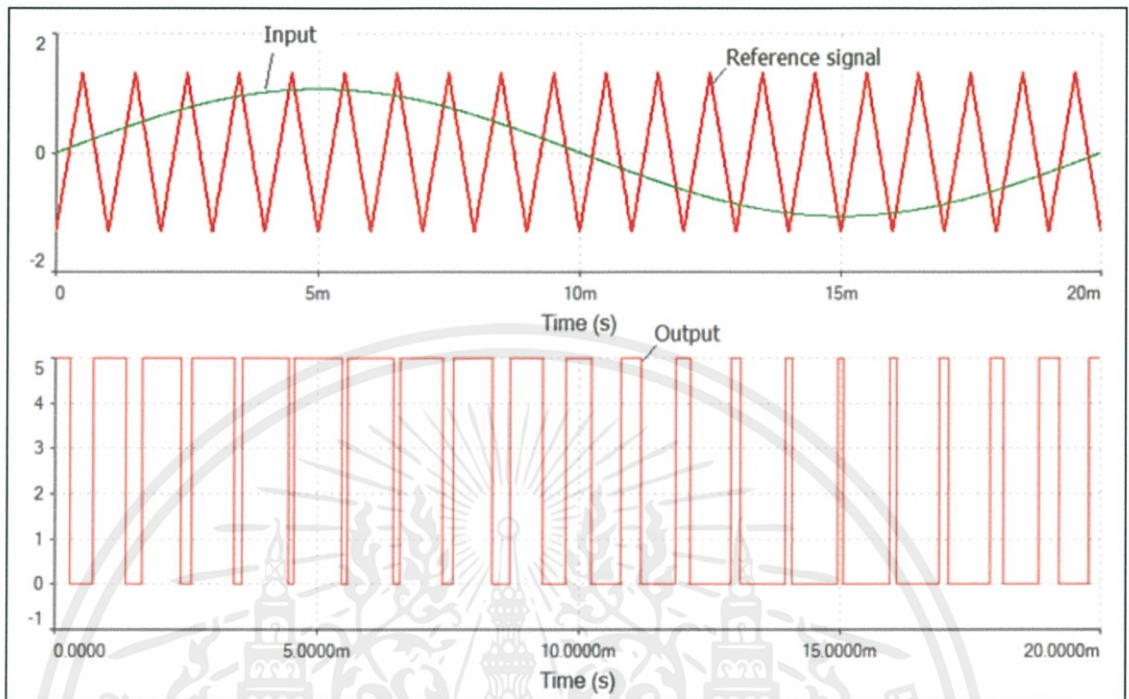 Input
Reference signal
2
0
-2
0
5m
10m
15m
20m
Time (s)
Output
5
4
3
2
1
0
-1
0.0000
5.0000m
10.0000m
15.0000m
20.0000m
Time (s)